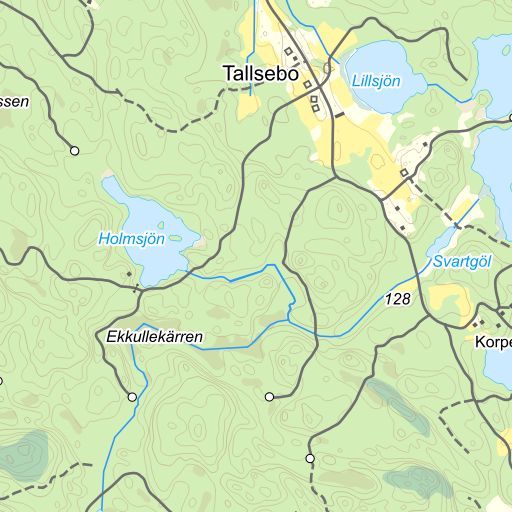 Tallsebo
Lillsjön
ssen
Holmsjön
Svartgöl
128
Ekkullekärren
Korpe